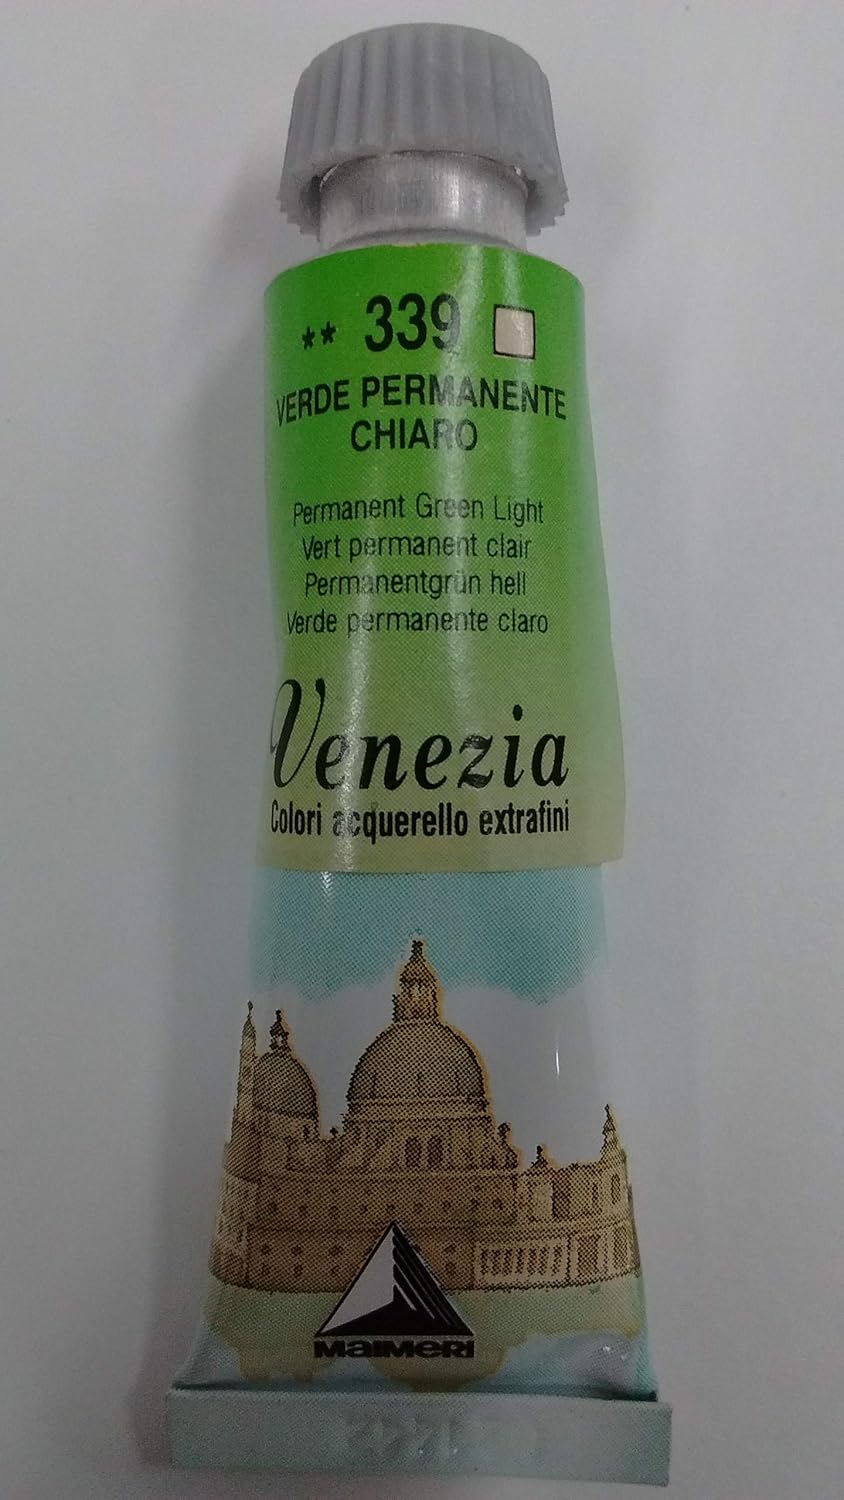 ** 339
VERDE PERMANENTE
CHIARO
Permanent Green Light
Vert permanent clair
Permanentgrün hell
Verde permanente claro
Venezia
Colori acquerello extrafini
MAIMERI